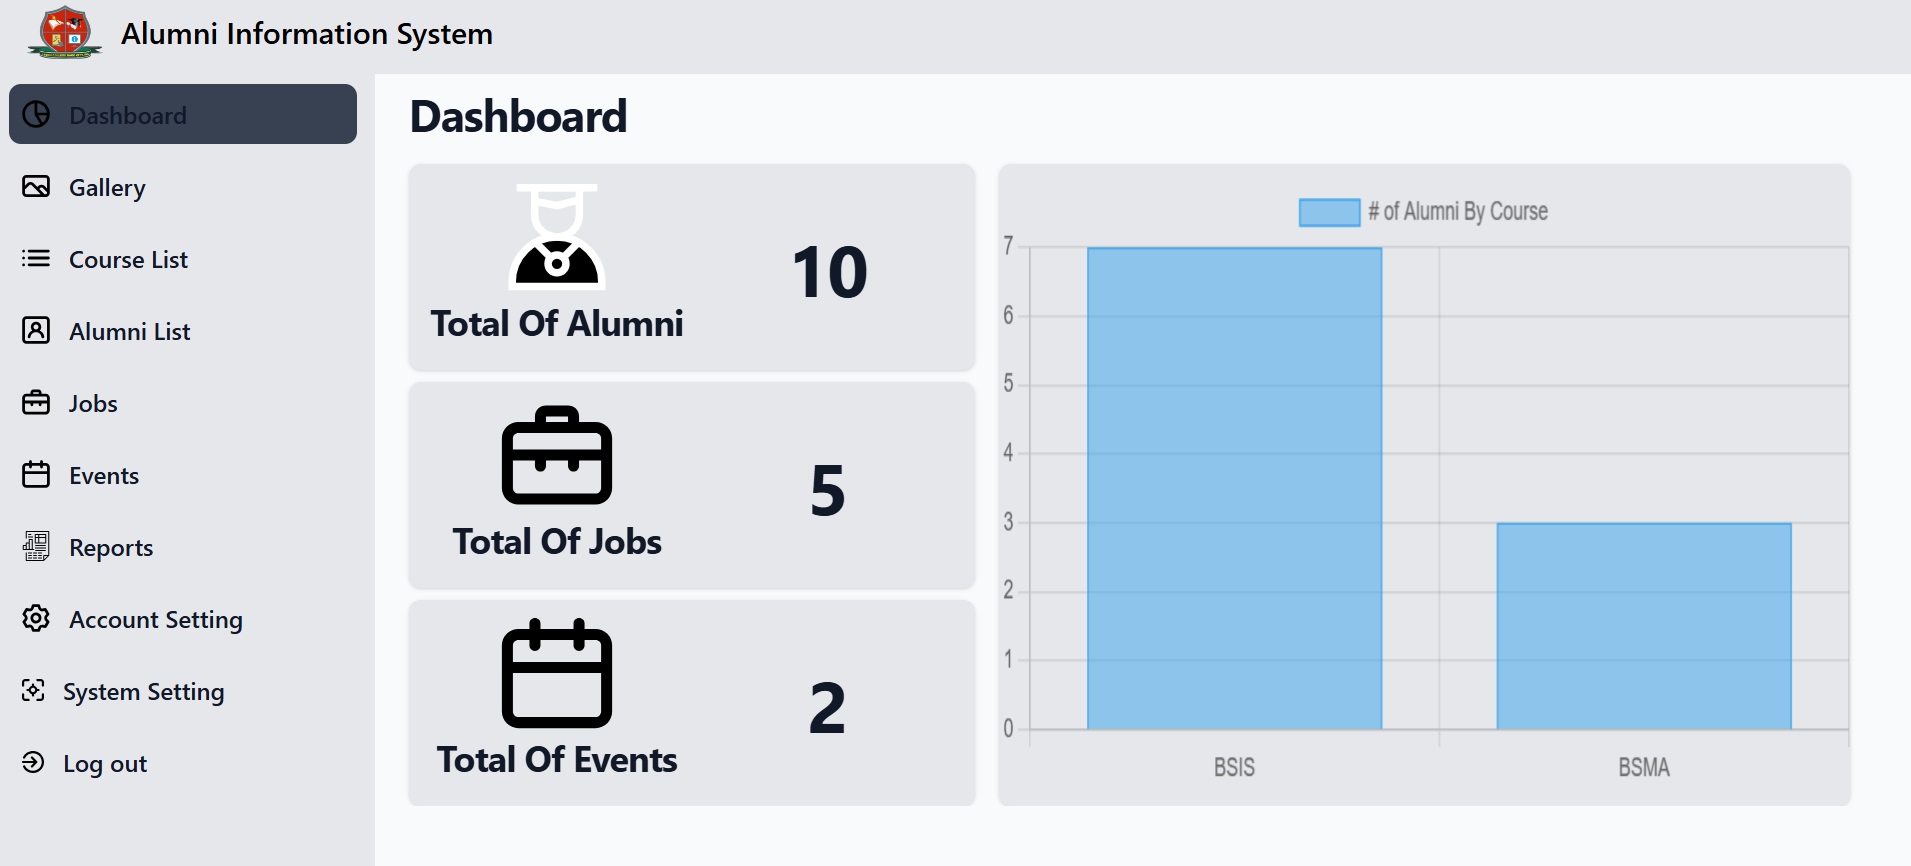 Alumni Information System
Dashboard
Gallery
Course List
Alumni List
Jobs
Events
Reports
Account Setting
System Setting
Log out
Dashboard
10
Total Of Alumni
5
Total Of Jobs
2
Total Of Events
# of Alumni By Course
7
6
5
4
3
2
1
0
BSIS
BSMA